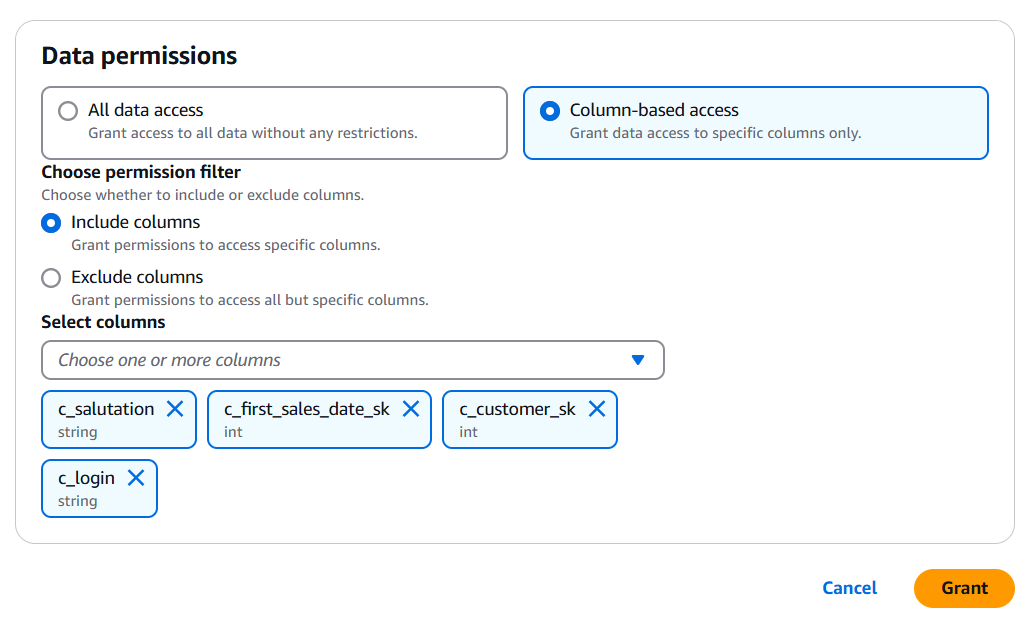 Data permissions
All data access
Grant access to all data without any restrictions.
Column-based access
Grant data access to specific columns only.
Choose permission filter
Choose whether to include or exclude columns.
Include columns
Grant permissions to access specific columns.
Exclude columns
Grant permissions to access all but specific columns.
Select columns
Choose one or more columns
c_salutation
string
c_first_sales_date_sk
int
c_customer_sk
int
c_login
string
Cancel
Grant